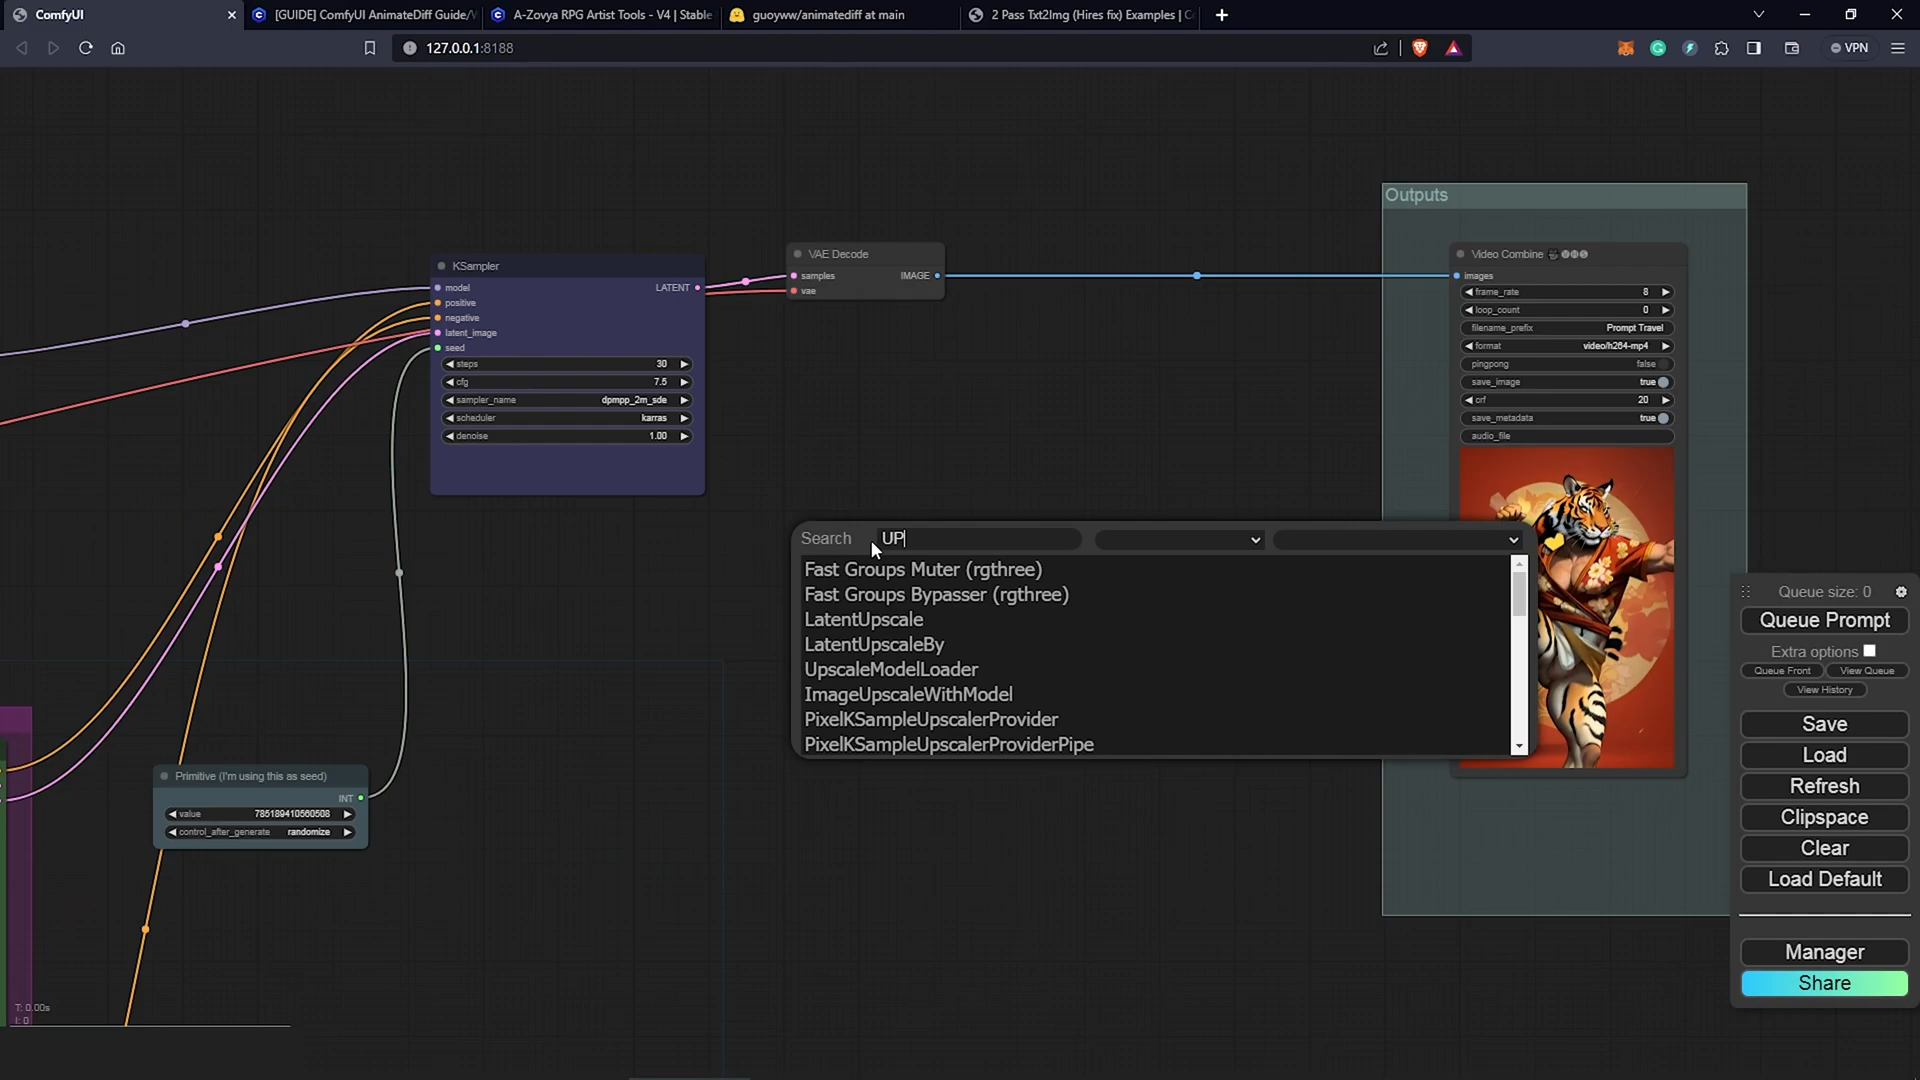 ComfyUI
[GUIDE] ComfyUI AnimateDiff Guide/
A-Zovya RPG Artist Tools - V4 | Stable
guoyww/animatediff at main
2 Pass Txt2Img (Hires fix) Examples | C
127.0.0.1:8188
VPN
Outputs
KSampler
model
LATENT
positive
negative
latent_image
seed
steps 30
cfg 7.5
sampler_name dpmpp_2m_sde
scheduler karras
denoise 1.00
VAE Decode
samples IMAGE
vae
Video Combine
images
frame_rate 8
loop_count 0
filename_prefix Prompt Travel
format video/h264-mp4
pingpong false
save_image true
crf 20
save_metadata true
audio_file
Search UP
Fast Groups Muter (rgthree)
Fast Groups Bypasser (rgthree)
LatentUpscale
LatentUpscaleBy
UpscaleModelLoader
ImageUpscaleWithModel
PixelKSampleUpscalerProvider
PixelKSampleUpscalerProviderPipe
Primitive (I'm using this as seed)
INT
value 785189410560508
control_after_generate randomize
Queue size: 0
Queue Prompt
Extra options
Queue Front View Queue
View History
Save
Load
Refresh
Clipspace
Clear
Load Default
Manager
Share
T: 0.00s
I: 0